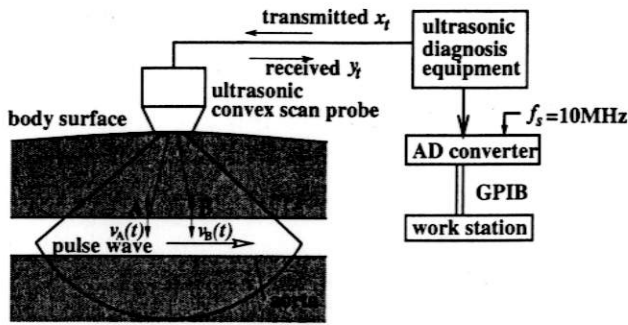 transmitted x_t
received y_t
ultrasonic
diagnosis
equipment
ultrasonic
convex scan probe
body surface
f_s=10MHz
AD converter
GPIB
work station
A
B
v_A(t)
v_B(t)
pulse wave